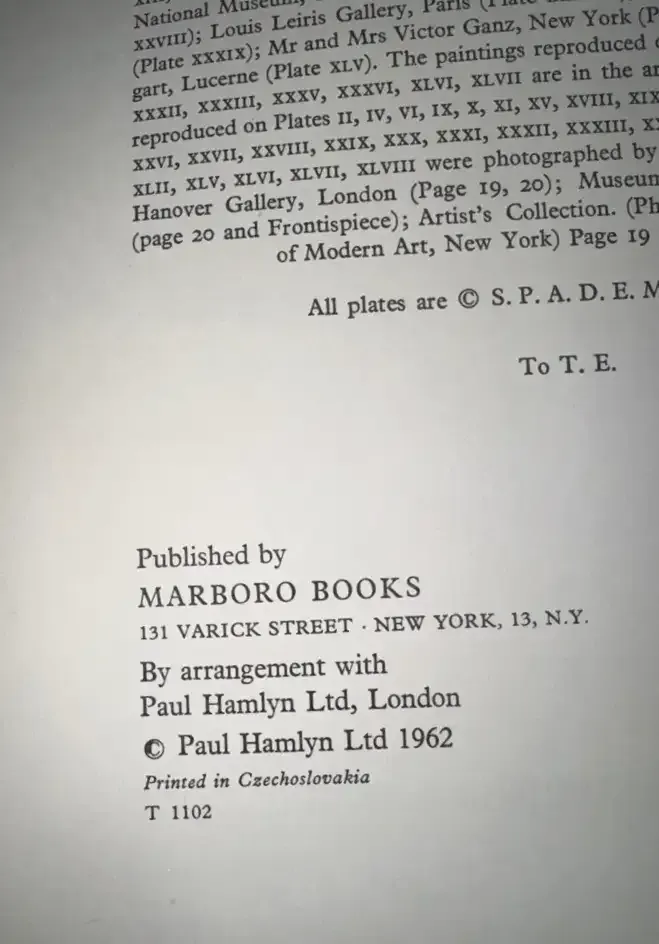 National Museum,
XXVIII); Louis Leiris Gallery, Paris
(Plate XXXIX); Mr and Mrs Victor Ganz, New York (P
gart, Lucerne (Plate XLV). The paintings reproduced
XXXII, XXXIII, XXXV, XXXVI, XLVI, XLVII are in the ar
reproduced on Plates II, IV, VI, IX, X, XI, XV, XVIII, XIX
XXVI, XXVII, XXVIII, XXIX, XXX, XXXI, XXXII, XXXIII, X
XLII, XLV, XLVI, XLVII, XLVIII were photographed by
Hanover Gallery, London (Page 19, 20); Museum
(page 20 and Frontispiece); Artist's Collection. (Ph
of Modern Art, New York) Page 19
All plates are © S. P. A. D. E. M
To T. E.
Published by
MARBORO BOOKS
131 VARICK STREET · NEW YORK, 13, N.Y.
By arrangement with
Paul Hamlyn Ltd, London
© Paul Hamlyn Ltd 1962
Printed in Czechoslovakia
T 1102